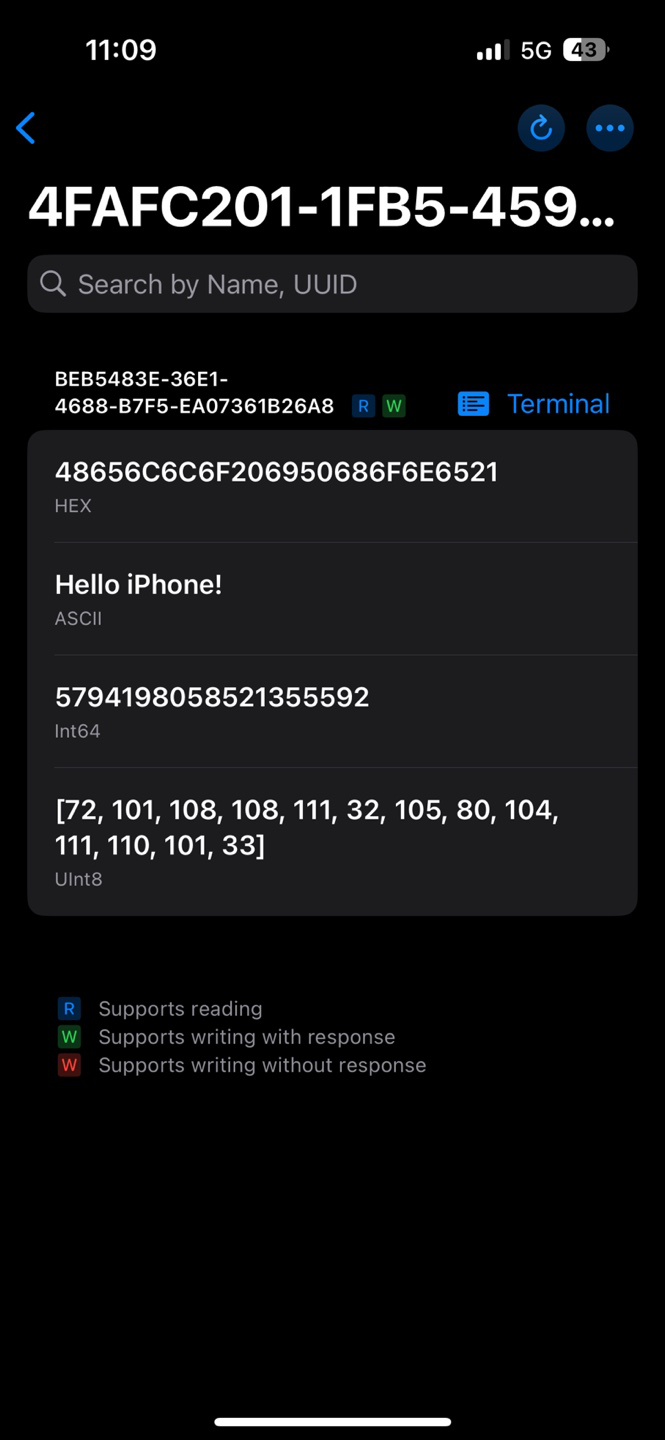 11:09
5G 43
4FAFC201-1FB5-459...
Search by Name, UUID
BEB5483E-36E1-
4688-B7F5-EA07361B26A8 R W Terminal
48656C6C6F206950686F6E6521
HEX
Hello iPhone!
ASCII
5794198058521355592
Int64
[72, 101, 108, 108, 111, 32, 105, 80, 104,
111, 110, 101, 33]
UInt8
R Supports reading
W Supports writing with response
W Supports writing without response